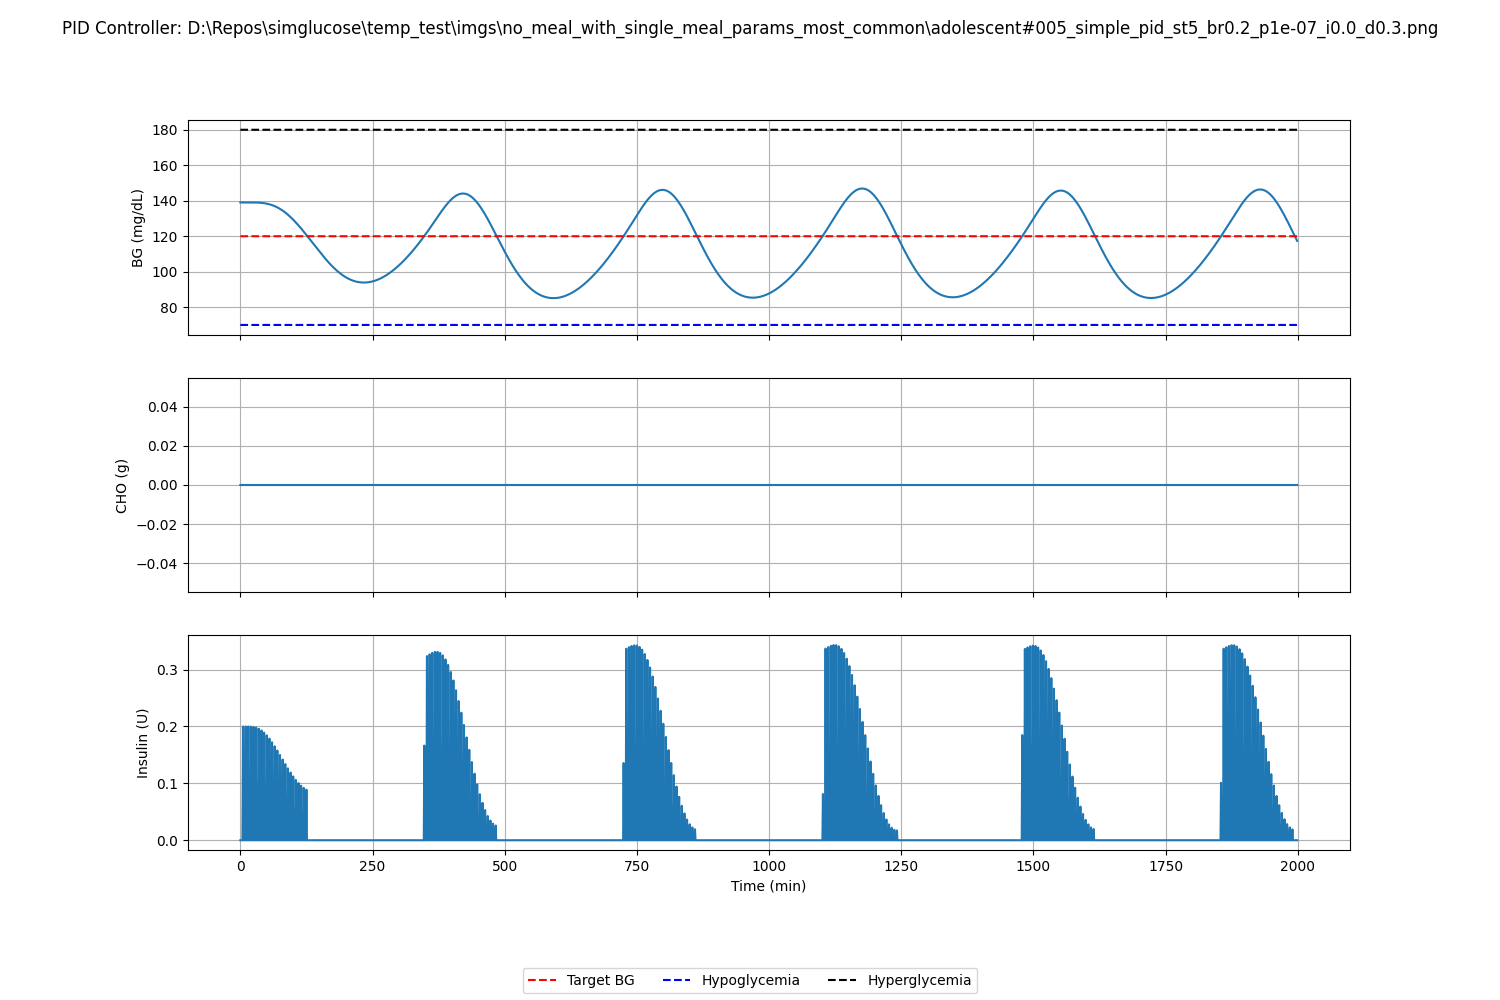 PID Controller: D:\Repos\simglucose\temp_test\imgs\no_meal_with_single_meal_params_most_common\adolescent#005_simple_pid_st5_br0.2_p1e-07_i0.0_d0.3.png
180
160
140
120
100
80
BG (mg/dL)
0.04
0.02
0.00
−0.02
−0.04
CHO (g)
0.3
0.2
0.1
0.0
Insulin (U)
0 250 500 750 1000 1250 1500 1750 2000
Time (min)
Target BG Hypoglycemia Hyperglycemia